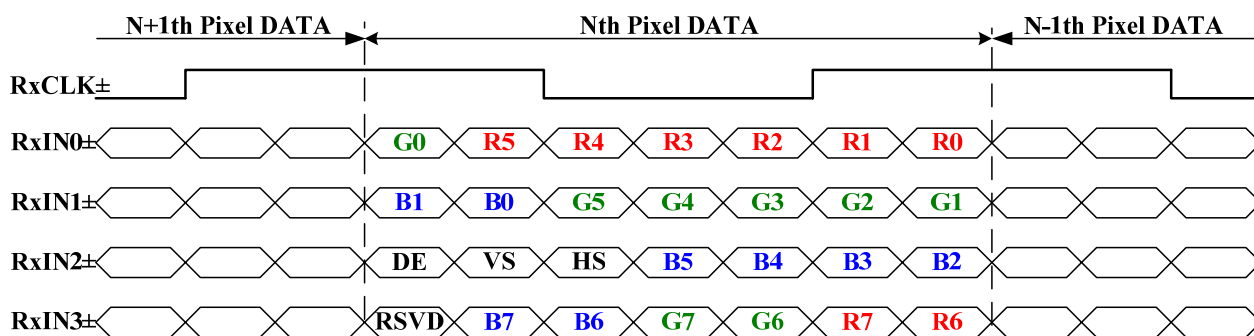 N+1th Pixel DATA Nth Pixel DATA N-1th Pixel DATA
RxCLK±
RxIN0± G0 R5 R4 R3 R2 R1 R0
RxIN1± B1 B0 G5 G4 G3 G2 G1
RxIN2± DE VS HS B5 B4 B3 B2
RxIN3± RSVD B7 B6 G7 G6 R7 R6